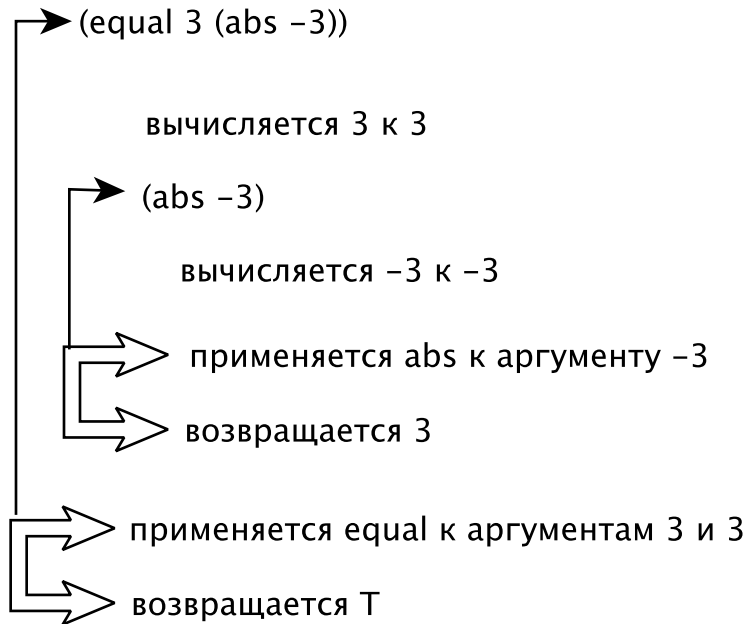 (equal 3 (abs -3))
вычисляется 3 к 3
(abs -3)
вычисляется -3 к -3
применяется abs к аргументу -3
возвращается 3
применяется equal к аргументам 3 и 3
возвращается T